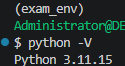 (exam_env)
Administrator@DE
$ python -V
Python 3.11.15